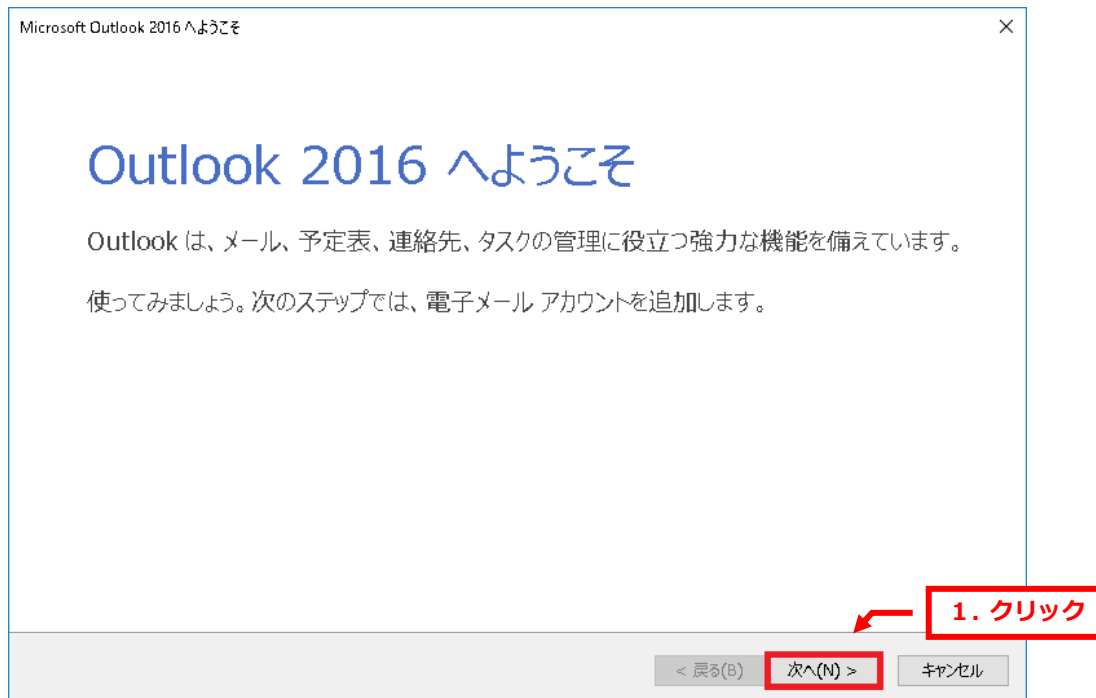 Microsoft Outlook 2016 へようこそ
Outlook 2016 へようこそ
Outlook は、メール、予定表、連絡先、タスクの管理に役立つ強力な機能を備えています。
使ってみましょう。次のステップでは、電子メール アカウントを追加します。
1. クリック
< 戻る(B) 次へ(N) > キャンセル